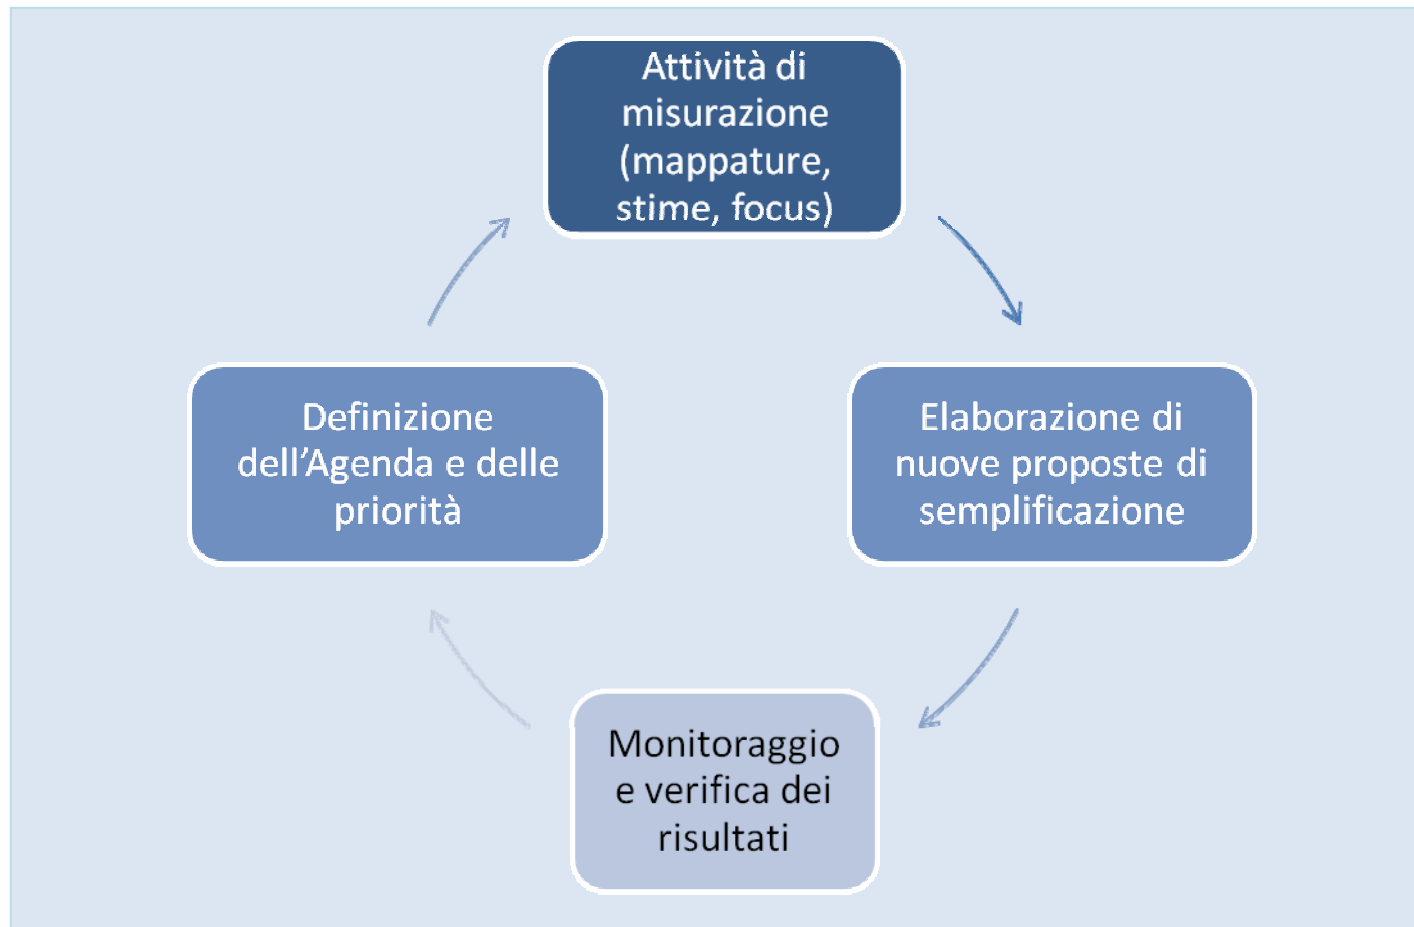 Attività di
misurazione
(mappature,
stime, focus)
Definizione
dell’Agenda e delle
priorità
Elaborazione di
nuove proposte di
semplificazione
Monitoraggio
e verifica dei
risultati